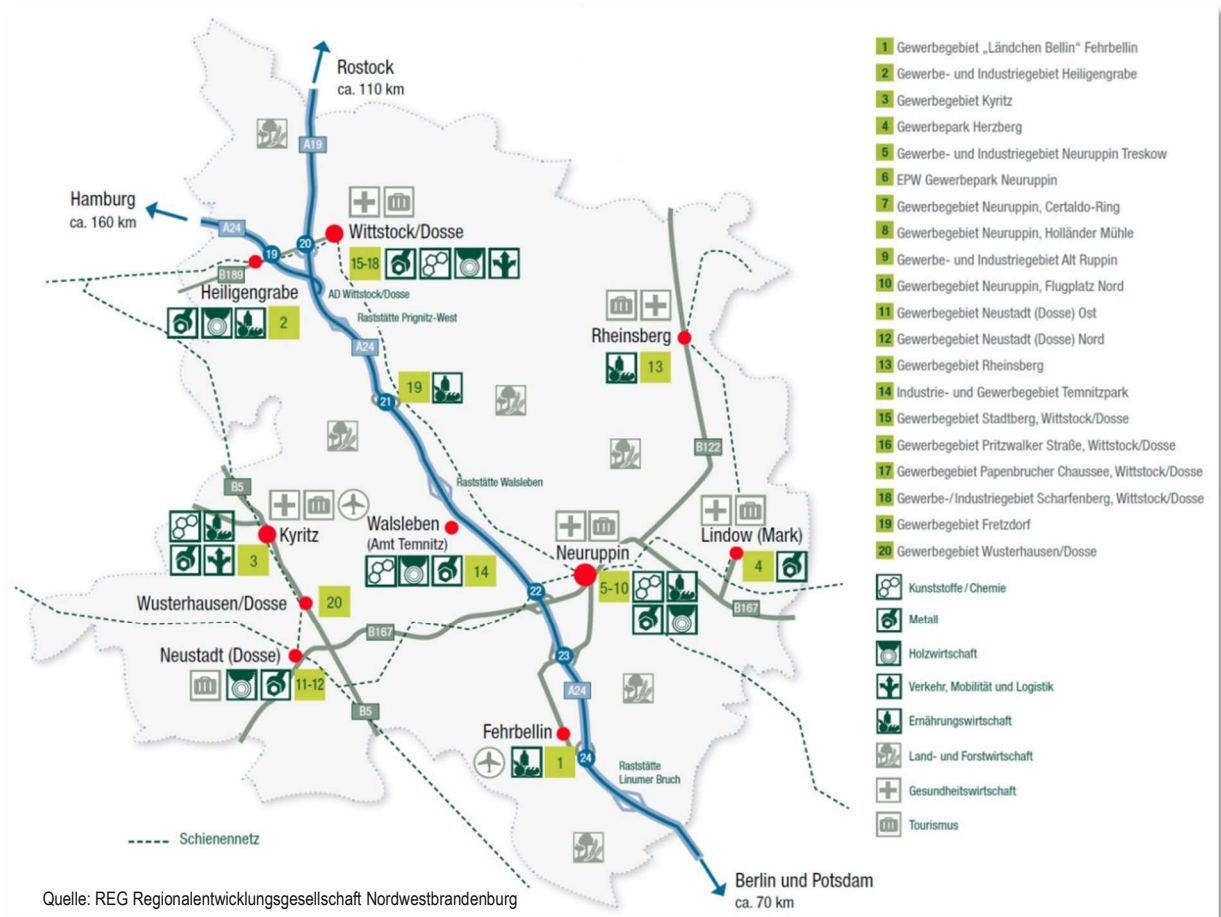 Rostock
ca. 110 km
A19
Hamburg
ca. 160 km
A24
Wittstock/Dosse
20
19
15-18
B189
Heiligengrabe
AD Wittstock/Dosse
2
Raststätte Prignitz-West
A24
Rheinsberg
13
19
21
B122
Raststätte Walsleben
B5
Kyritz
3
Walsleben
(Amt Temnitz)
14
Neuruppin
5-10
Lindow (Mark)
4
22
B167
Wusterhausen/Dosse
20
B167
Neustadt (Dosse)
11-12
23
A24
B5
Fehrbellin
1
24
Raststätte
Linumer Bruch
Schienennetz
Berlin und Potsdam
ca. 70 km
Quelle: REG Regionalentwicklungsgesellschaft Nordwestbrandenburg
1 Gewerbegebiet „Ländchen Bellin“ Fehrbellin
2 Gewerbe- und Industriegebiet Heiligengrabe
3 Gewerbegebiet Kyritz
4 Gewerbepark Herzberg
5 Gewerbe- und Industriegebiet Neuruppin Treskow
6 EPW Gewerbepark Neuruppin
7 Gewerbegebiet Neuruppin, Certaldo-Ring
8 Gewerbegebiet Neuruppin, Holländer Mühle
9 Gewerbe- und Industriegebiet Alt Ruppin
10 Gewerbegebiet Neuruppin, Flugplatz Nord
11 Gewerbegebiet Neustadt (Dosse) Ost
12 Gewerbegebiet Neustadt (Dosse) Nord
13 Gewerbegebiet Rheinsberg
14 Industrie- und Gewerbegebiet Temnitzpark
15 Gewerbegebiet Stadtberg, Wittstock/Dosse
16 Gewerbegebiet Pritzwalker Straße, Wittstock/Dosse
17 Gewerbegebiet Papenbrucher Chaussee, Wittstock/Dosse
18 Gewerbe-/Industriegebiet Scharfenberg, Wittstock/Dosse
19 Gewerbegebiet Fretzdorf
20 Gewerbegebiet Wusterhausen/Dosse
Kunststoffe/Chemie
Metall
Holzwirtschaft
Verkehr, Mobilität und Logistik
Ernährungswirtschaft
Land- und Forstwirtschaft
Gesundheitswirtschaft
Tourismus